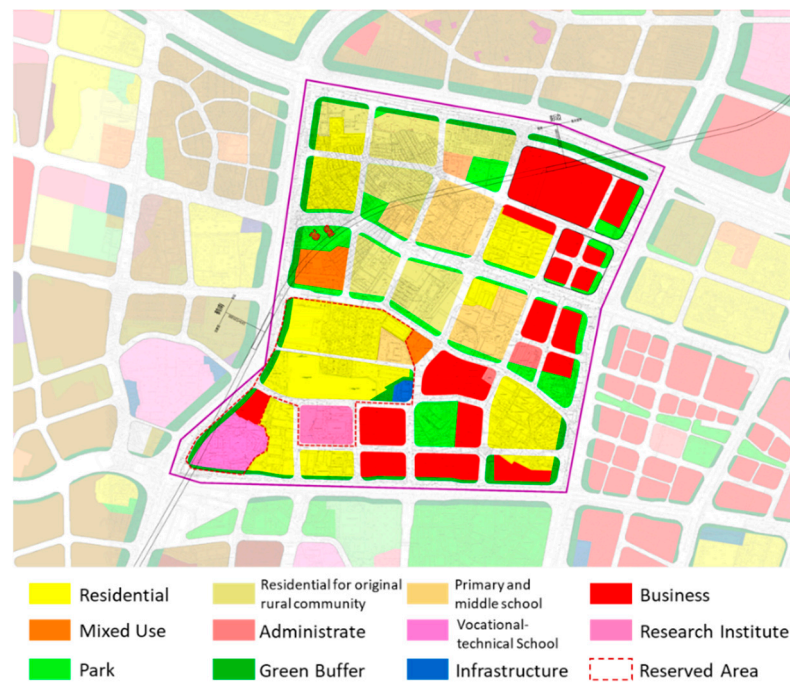 Residential
Residential for original
rural community
Primary and
middle school
Business
Mixed Use
Administrate
Vocational-
technical School
Research Institute
Park
Green Buffer
Infrastructure
Reserved Area